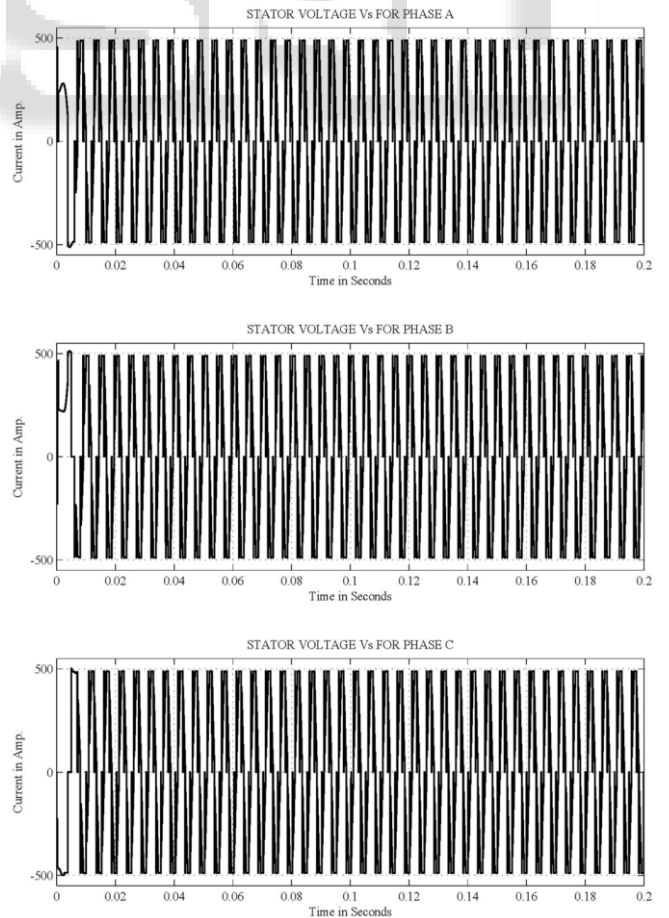 STATOR VOLTAGE Vs FOR PHASE A
500
0
-500
Current in Amp.
0 0.02 0.04 0.06 0.08 0.1 0.12 0.14 0.16 0.18 0.2
Time in Seconds
STATOR VOLTAGE Vs FOR PHASE B
500
0
-500
Current in Amp.
0 0.02 0.04 0.06 0.08 0.1 0.12 0.14 0.16 0.18 0.2
Time in Seconds
STATOR VOLTAGE Vs FOR PHASE C
500
0
-500
Current in Amp.
0 0.02 0.04 0.06 0.08 0.1 0.12 0.14 0.16 0.18 0.2
Time in Seconds